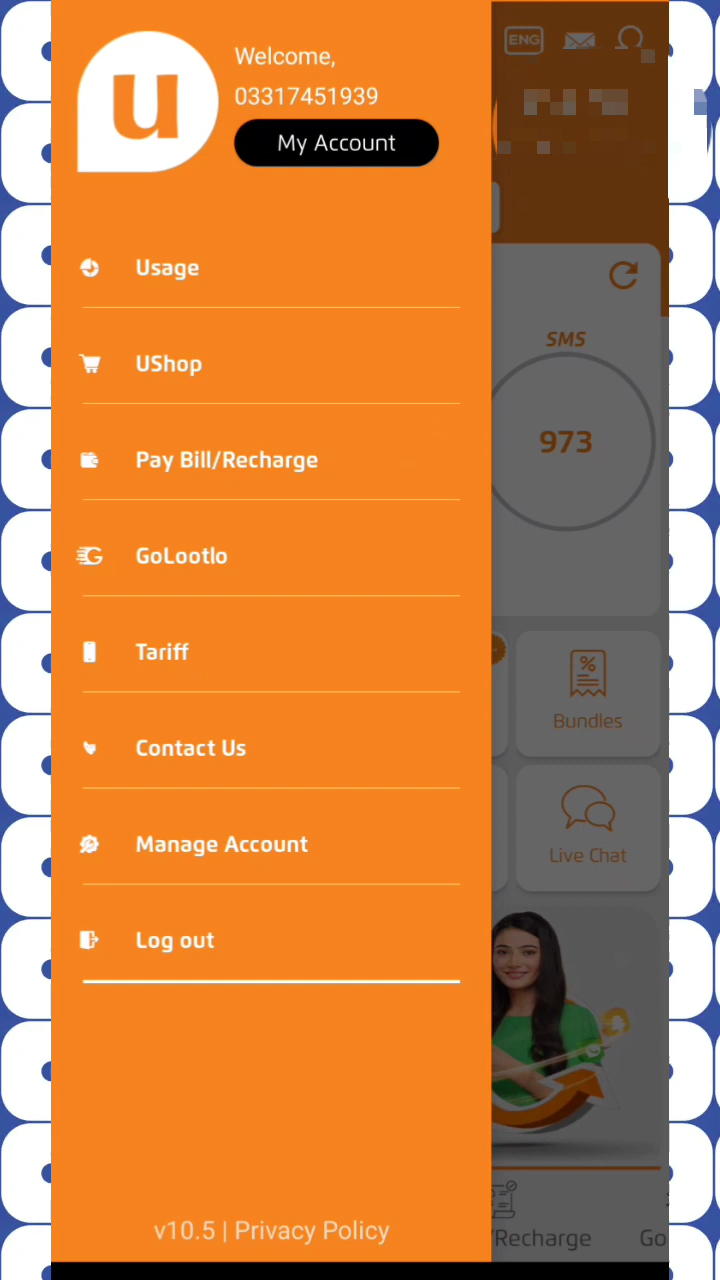 u
Welcome,
03317451939
My Account
ENG
Usage
UShop
SMS
973
Pay Bill/Recharge
GoLootlo
Tariff
Bundles
Contact Us
Manage Account
Live Chat
Log out
v10.5 | Privacy Policy
/Recharge
Go